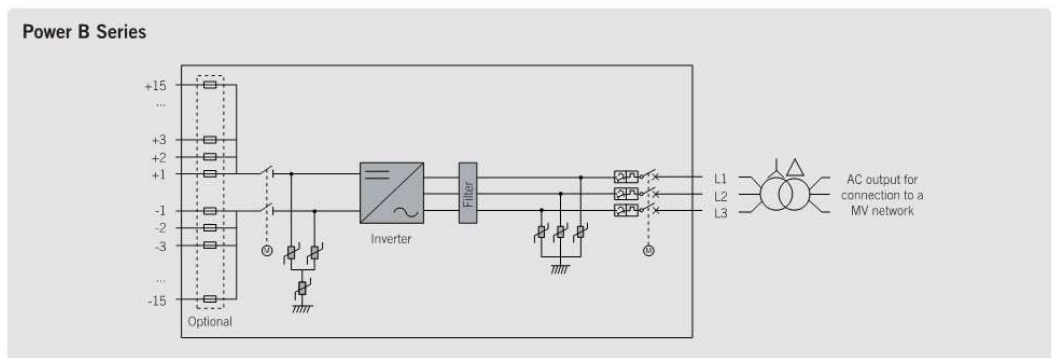 Power B Series
+15
...
+3
+2
+1
-1
-2
-3
...
-15
Optional
M
Inverter
Filter
M
L1
L2
L3
AC output for
connection to a
MV network